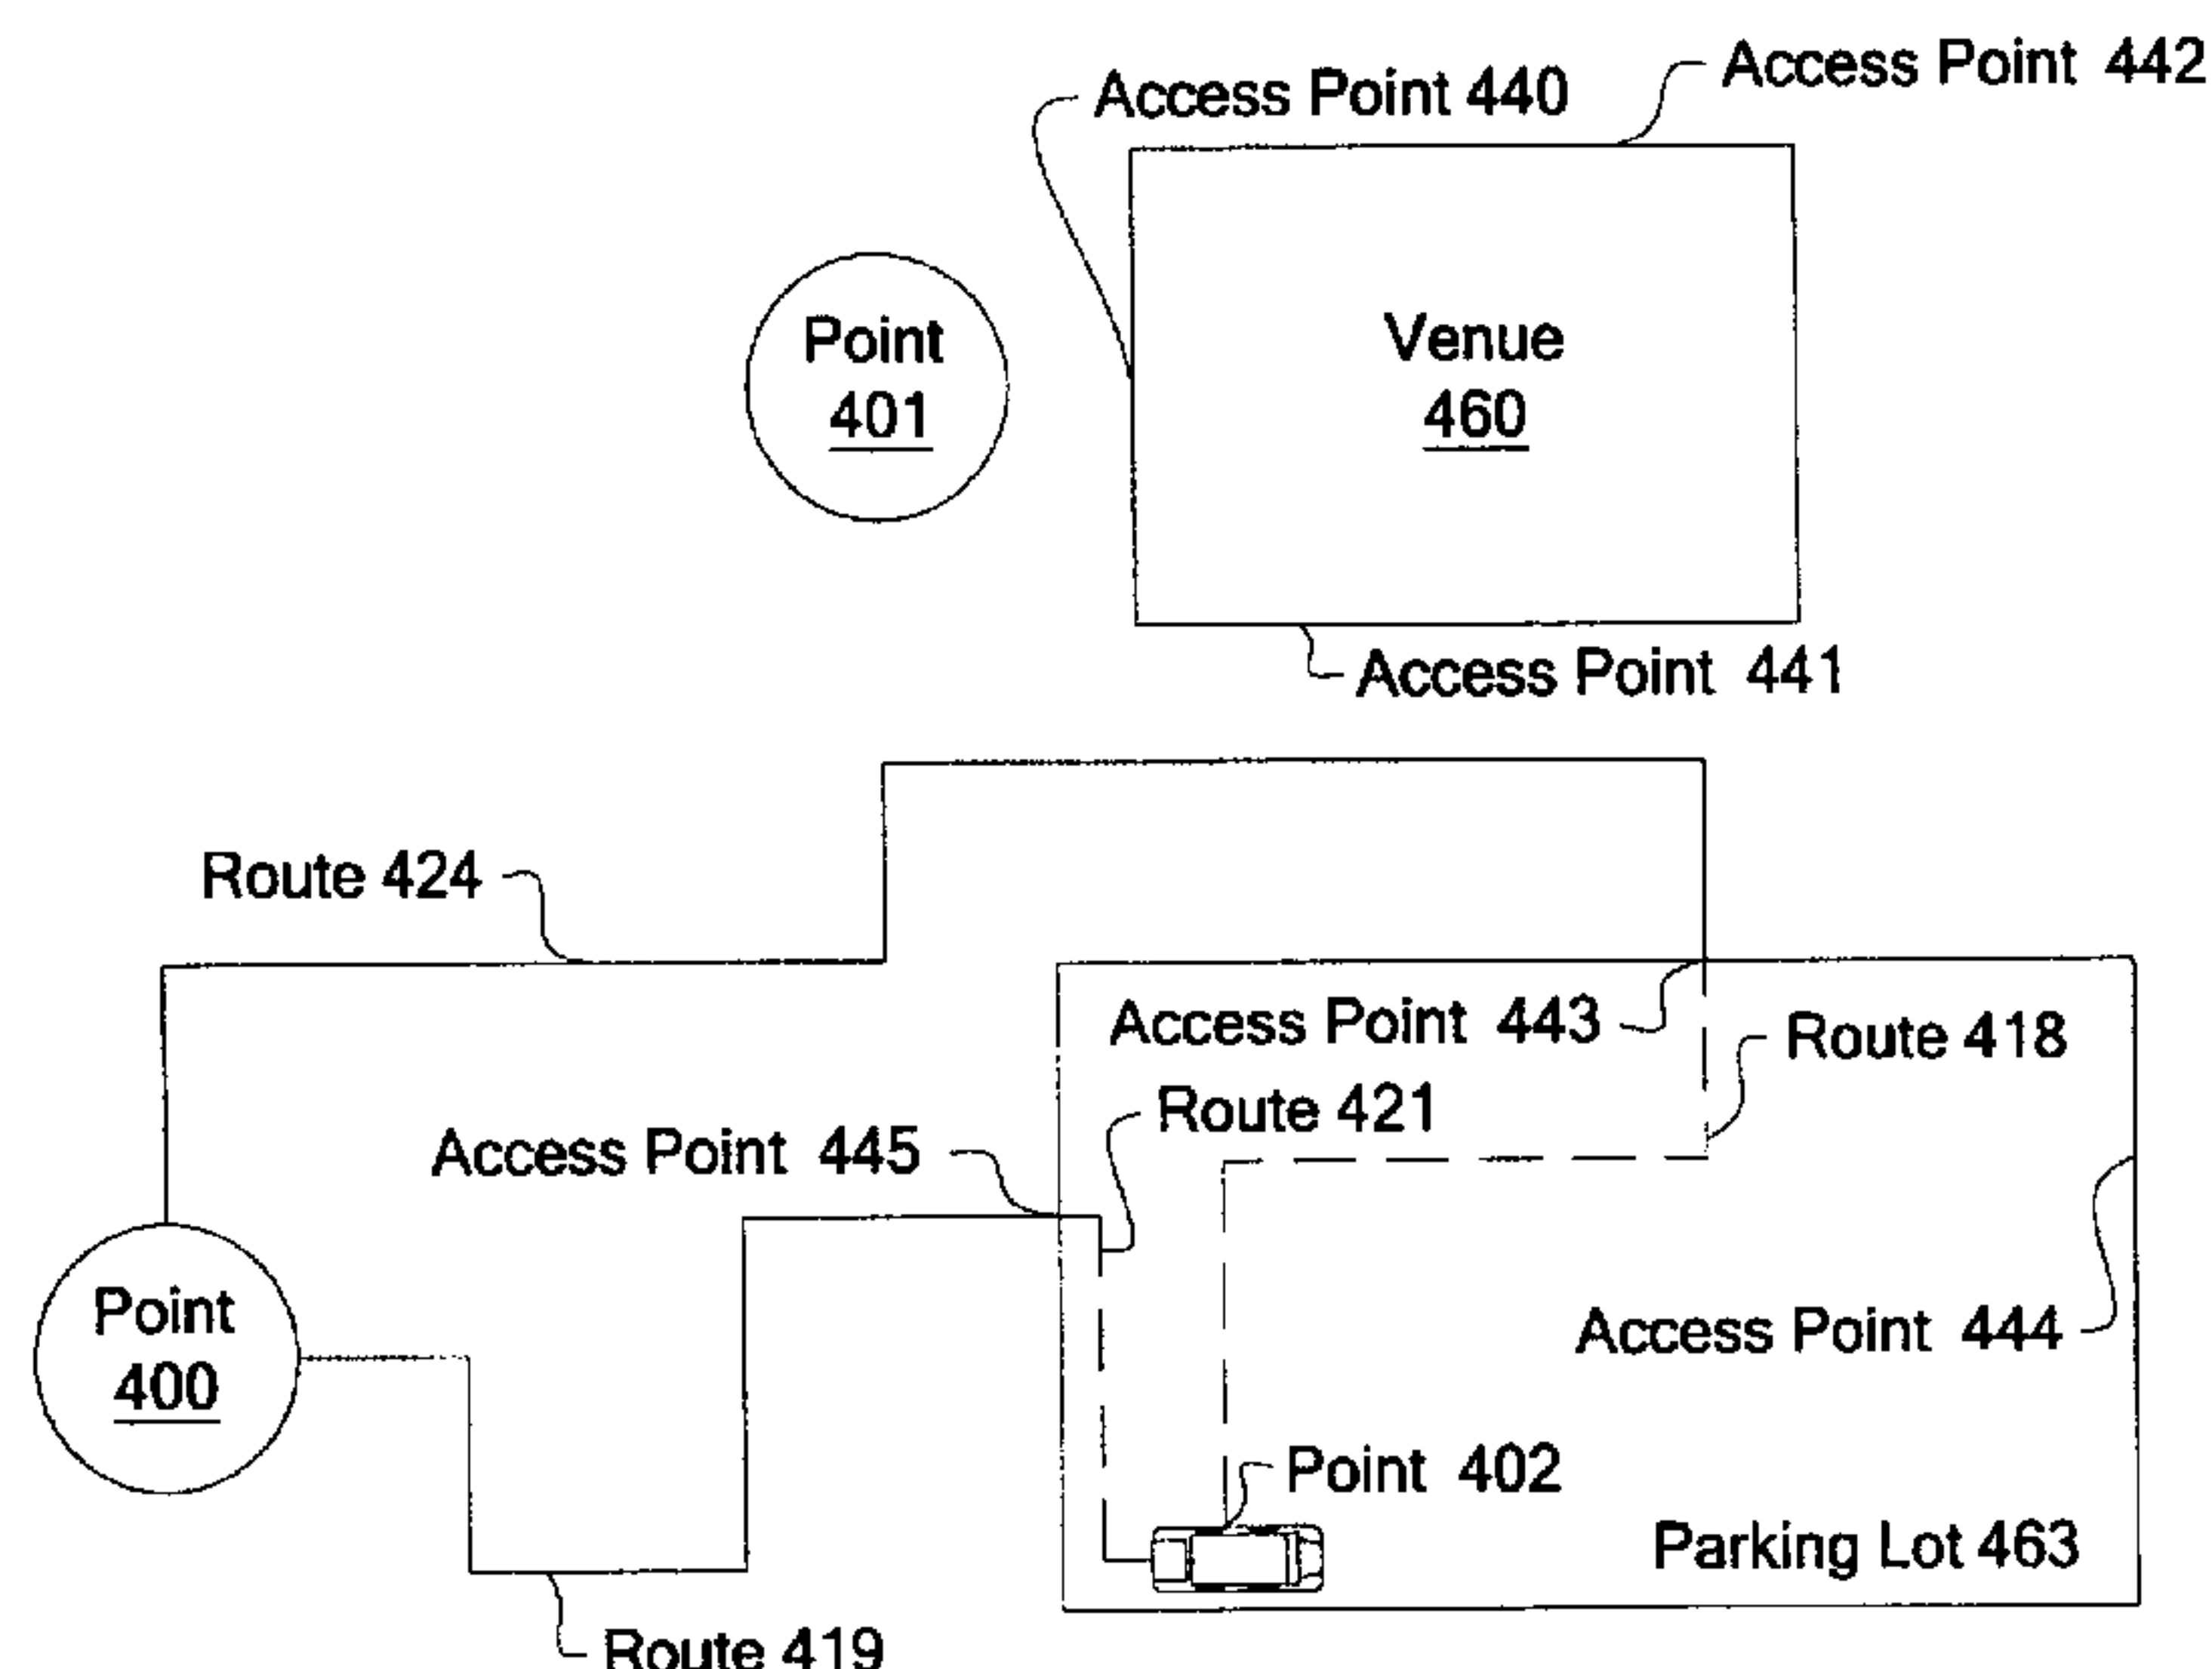 Access Point 442
Access Point 440
Point
401
Venue
460
Access Point 441
Route 424
Access Point 443
Route 418
Route 421
Access Point 445
Point
400
Access Point 444
Point 402
Parking Lot 463
Route 419